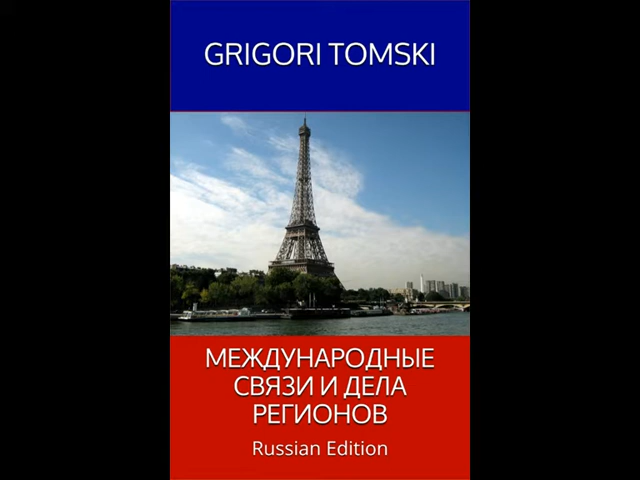 GRIGORI TOMSKI
МЕЖДУНАРОДНЫЕ
СВЯЗИ И ДЕЛА
РЕГИОНОВ
Russian Edition